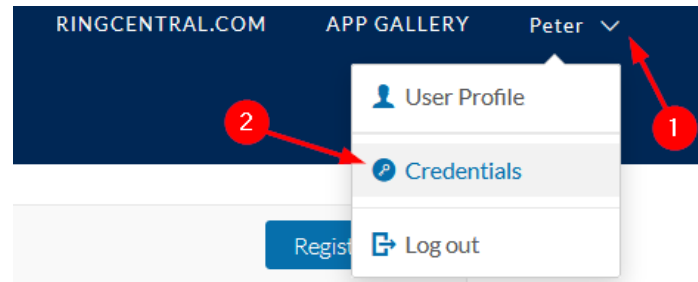 RINGCENTRAL.COM APP GALLERY Peter
User Profile
1
2
Credentials
Regist
Log out